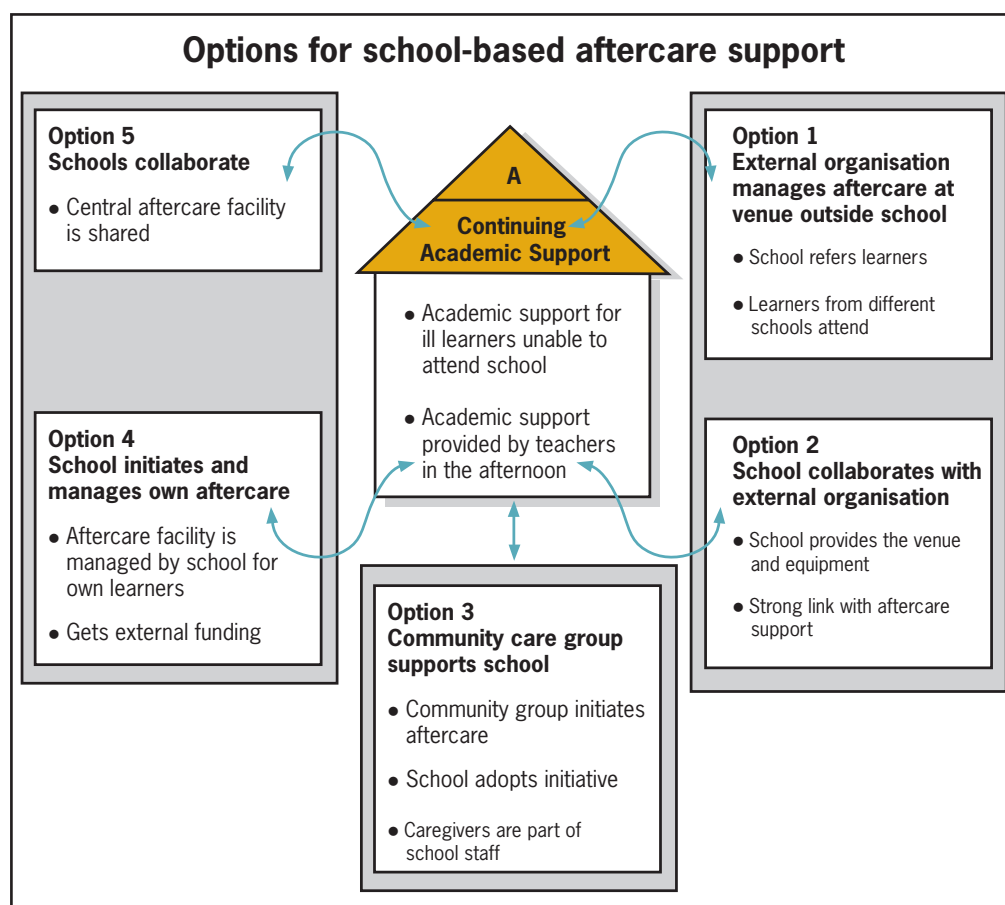 Options for school-based aftercare support
Option 5
Schools collaborate
● Central aftercare facility
is shared
A
Continuing
Academic Support
● Academic support for
ill learners unable to
attend school
● Academic support
provided by teachers
in the afternoon
Option 1
External organisation
manages aftercare at
venue outside school
● School refers learners
● Learners from different
schools attend
Option 4
School initiates and
manages own aftercare
● Aftercare facility is
managed by school for
own learners
● Gets external funding
Option 2
School collaborates with
external organisation
● School provides the venue
and equipment
● Strong link with aftercare
support
Option 3
Community care group
supports school
● Community group initiates
aftercare
● School adopts initiative
● Caregivers are part of
school staff